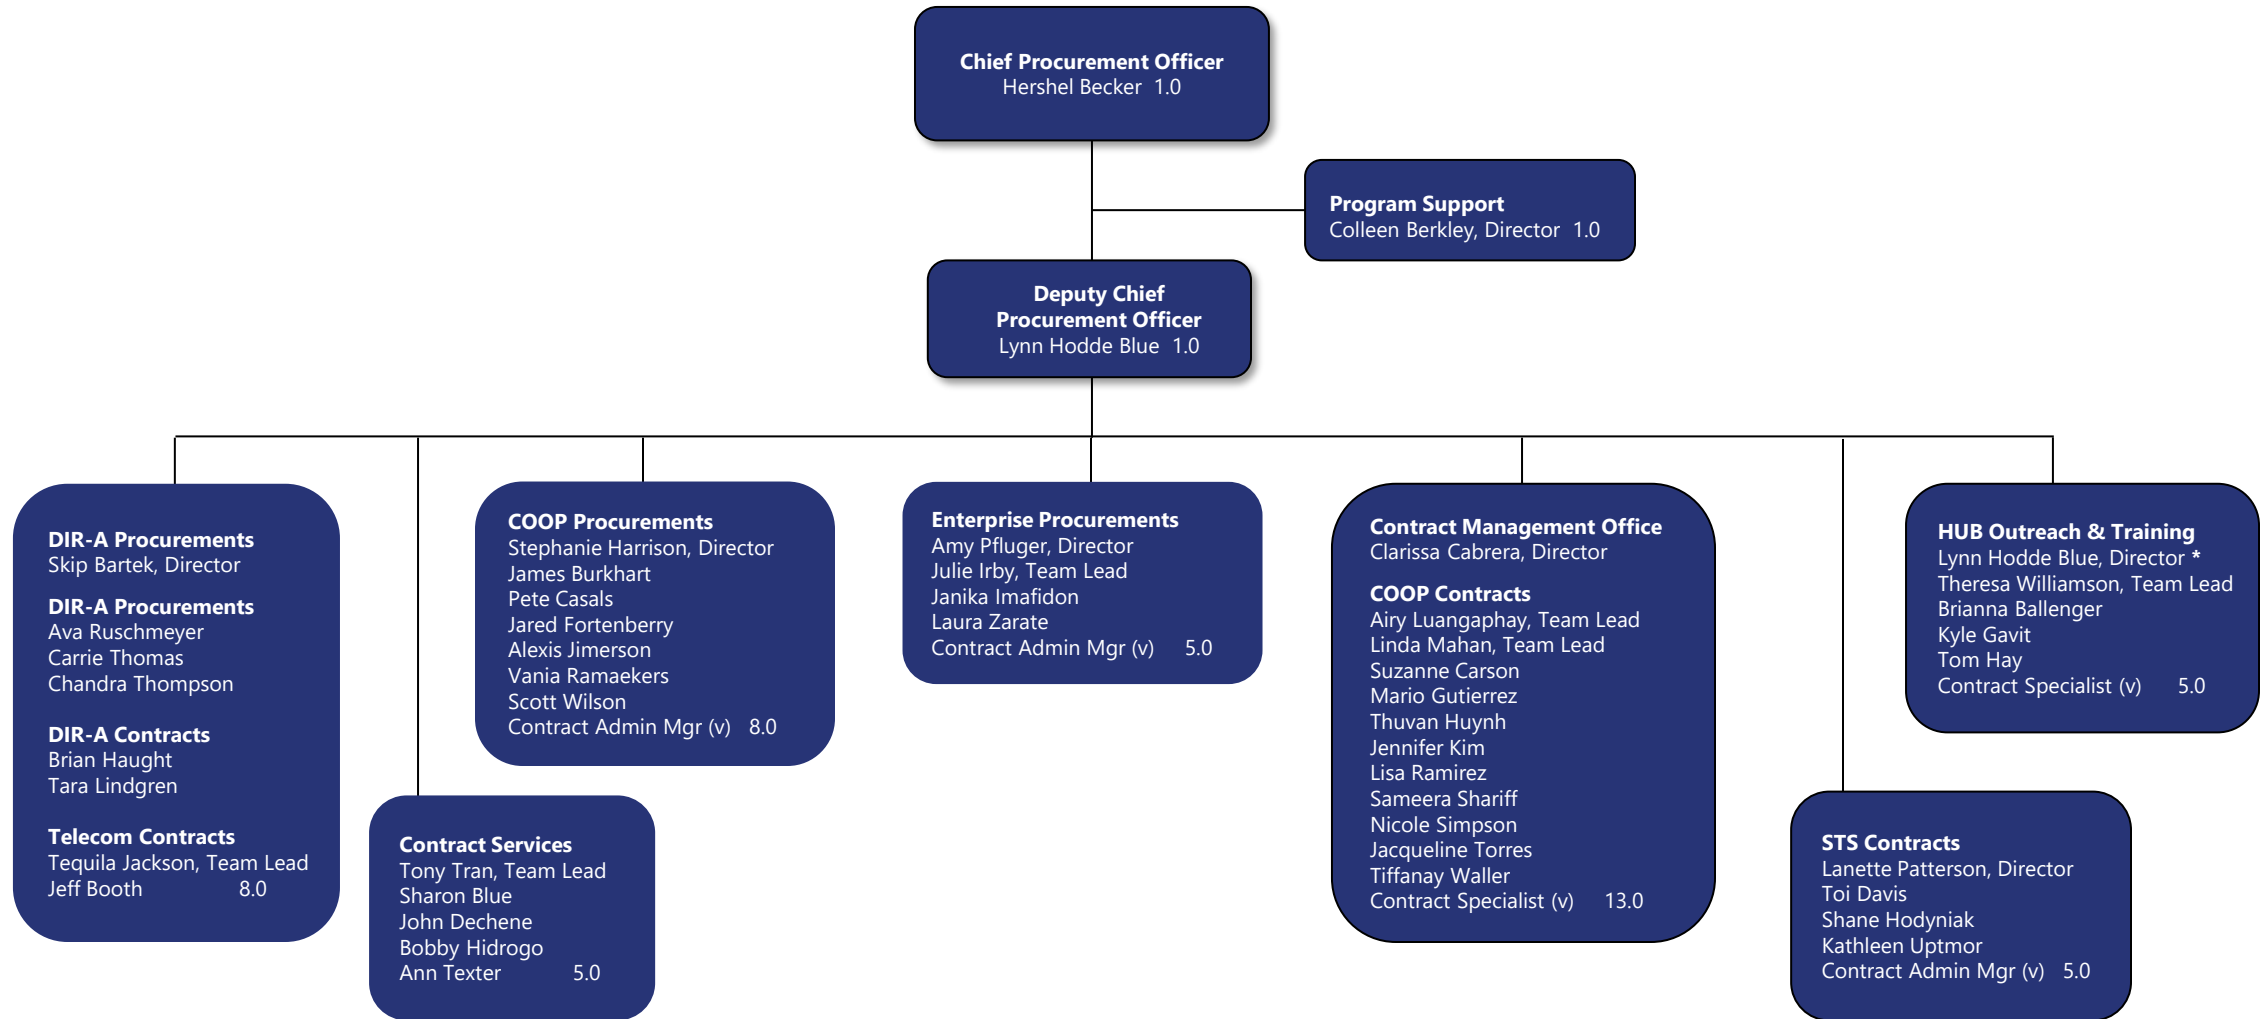 Chief Procurement Officer
Hershel Becker 1.0
Program Support
Colleen Berkley, Director 1.0
Deputy Chief
Procurement Officer
Lynn Hodde Blue 1.0
DIR-A Procurements
Skip Bartek, Director
DIR-A Procurements
Ava Ruschmeyer
Carrie Thomas
Chandra Thompson
DIR-A Contracts
Brian Haught
Tara Lindgren
Telecom Contracts
Tequila Jackson, Team Lead
Jeff Booth 8.0
Contract Services
Tony Tran, Team Lead
Sharon Blue
John Dechene
Bobby Hidrogo
Ann Texter 5.0
COOP Procurements
Stephanie Harrison, Director
James Burkhart
Pete Casals
Jared Fortenberry
Alexis Jimerson
Vania Ramaekers
Scott Wilson
Contract Admin Mgr (v) 8.0
Enterprise Procurements
Amy Pfluger, Director
Julie Irby, Team Lead
Janika Imafidon
Laura Zarate
Contract Admin Mgr (v) 5.0
Contract Management Office
Clarissa Cabrera, Director
COOP Contracts
Airy Luangaphay, Team Lead
Linda Mahan, Team Lead
Suzanne Carson
Mario Gutierrez
Thuvan Huynh
Jennifer Kim
Lisa Ramirez
Sameera Shariff
Nicole Simpson
Jacqueline Torres
Tiffanay Waller
Contract Specialist (v) 13.0
STS Contracts
Lanette Patterson, Director
Toi Davis
Shane Hodyniak
Kathleen Uptmor
Contract Admin Mgr (v) 5.0
HUB Outreach & Training
Lynn Hodde Blue, Director *
Theresa Williamson, Team Lead
Brianna Ballenger
Kyle Gavit
Tom Hay
Contract Specialist (v) 5.0